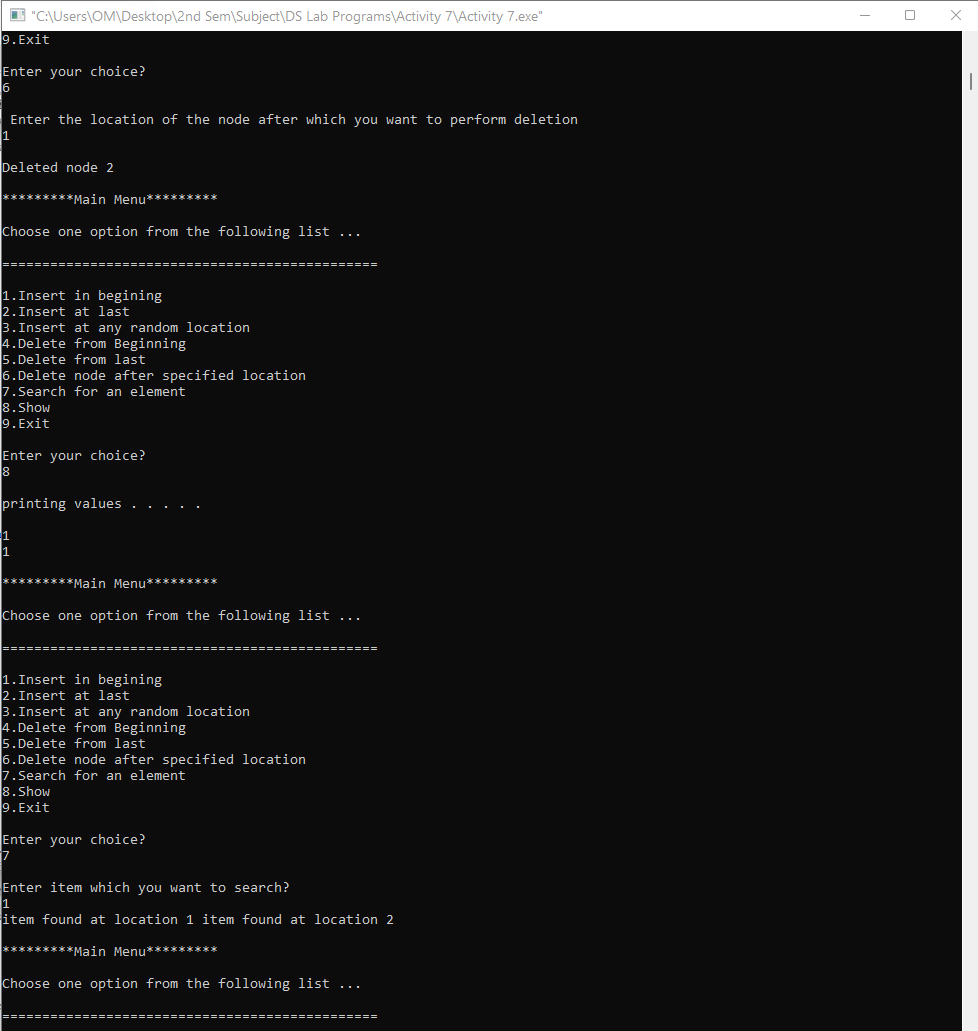 "C:\Users\OM\Desktop\2nd Sem\Subject\DS Lab Programs\Activity 7\Activity 7.exe"
9.Exit
Enter your choice?
6
Enter the location of the node after which you want to perform deletion
1
Deleted node 2
*********Main Menu*********
Choose one option from the following list ...
===============================================
1.Insert in begining
2.Insert at last
3.Insert at any random location
4.Delete from Beginning
5.Delete from last
6.Delete node after specified location
7.Search for an element
8.Show
9.Exit
Enter your choice?
8
printing values . . . . .
1
1
*********Main Menu*********
Choose one option from the following list ...
===============================================
1.Insert in begining
2.Insert at last
3.Insert at any random location
4.Delete from Beginning
5.Delete from last
6.Delete node after specified location
7.Search for an element
8.Show
9.Exit
Enter your choice?
7
Enter item which you want to search?
1
item found at location 1 item found at location 2
*********Main Menu*********
Choose one option from the following list ...
===============================================